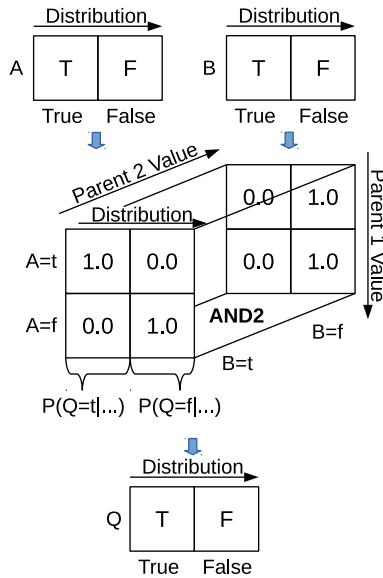 Distribution
Distribution
A
T
F
B
T
F
True
False
True
False
Parent 2 Value
Parent 1 Value
Distribution
0.0
1.0
A=t
1.0
0.0
0.0
1.0
A=f
0.0
1.0
AND2
B=f
B=t
P(Q=t|...)
P(Q=f|...)
Distribution
Q
T
F
True
False